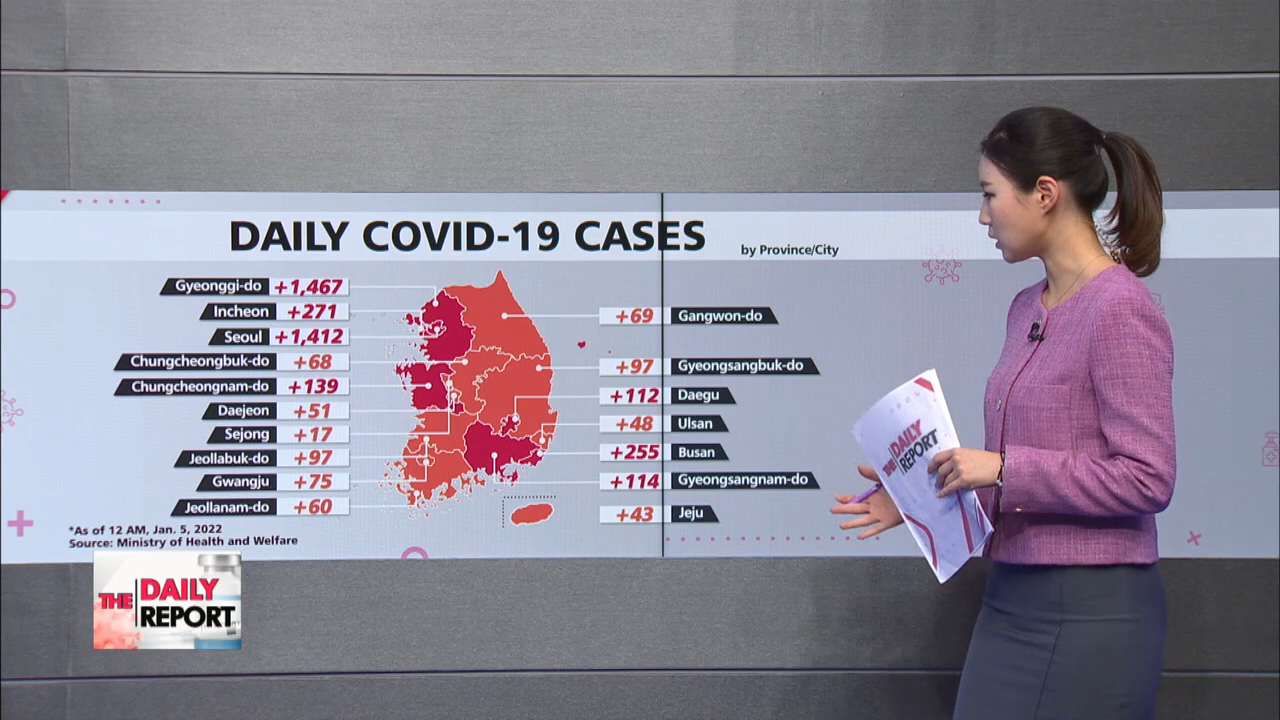 DAILY COVID-19 CASES
by Province/City
Gyeonggi-do +1,467
Incheon +271
Seoul +1,412
Chungcheongbuk-do +68
Chungcheongnam-do +139
Daejeon +51
Sejong +17
Jeollabuk-do +97
Gwangju +75
Jeollanam-do +60
+69 Gangwon-do
+97 Gyeongsangbuk-do
+112 Daegu
+48 Ulsan
+255 Busan
+114 Gyeongsangnam-do
+43 Jeju
*As of 12 AM, Jan. 5, 2022
Source: Ministry of Health and Welfare
THE DAILY
REPORT
THE DAILY
REPORT